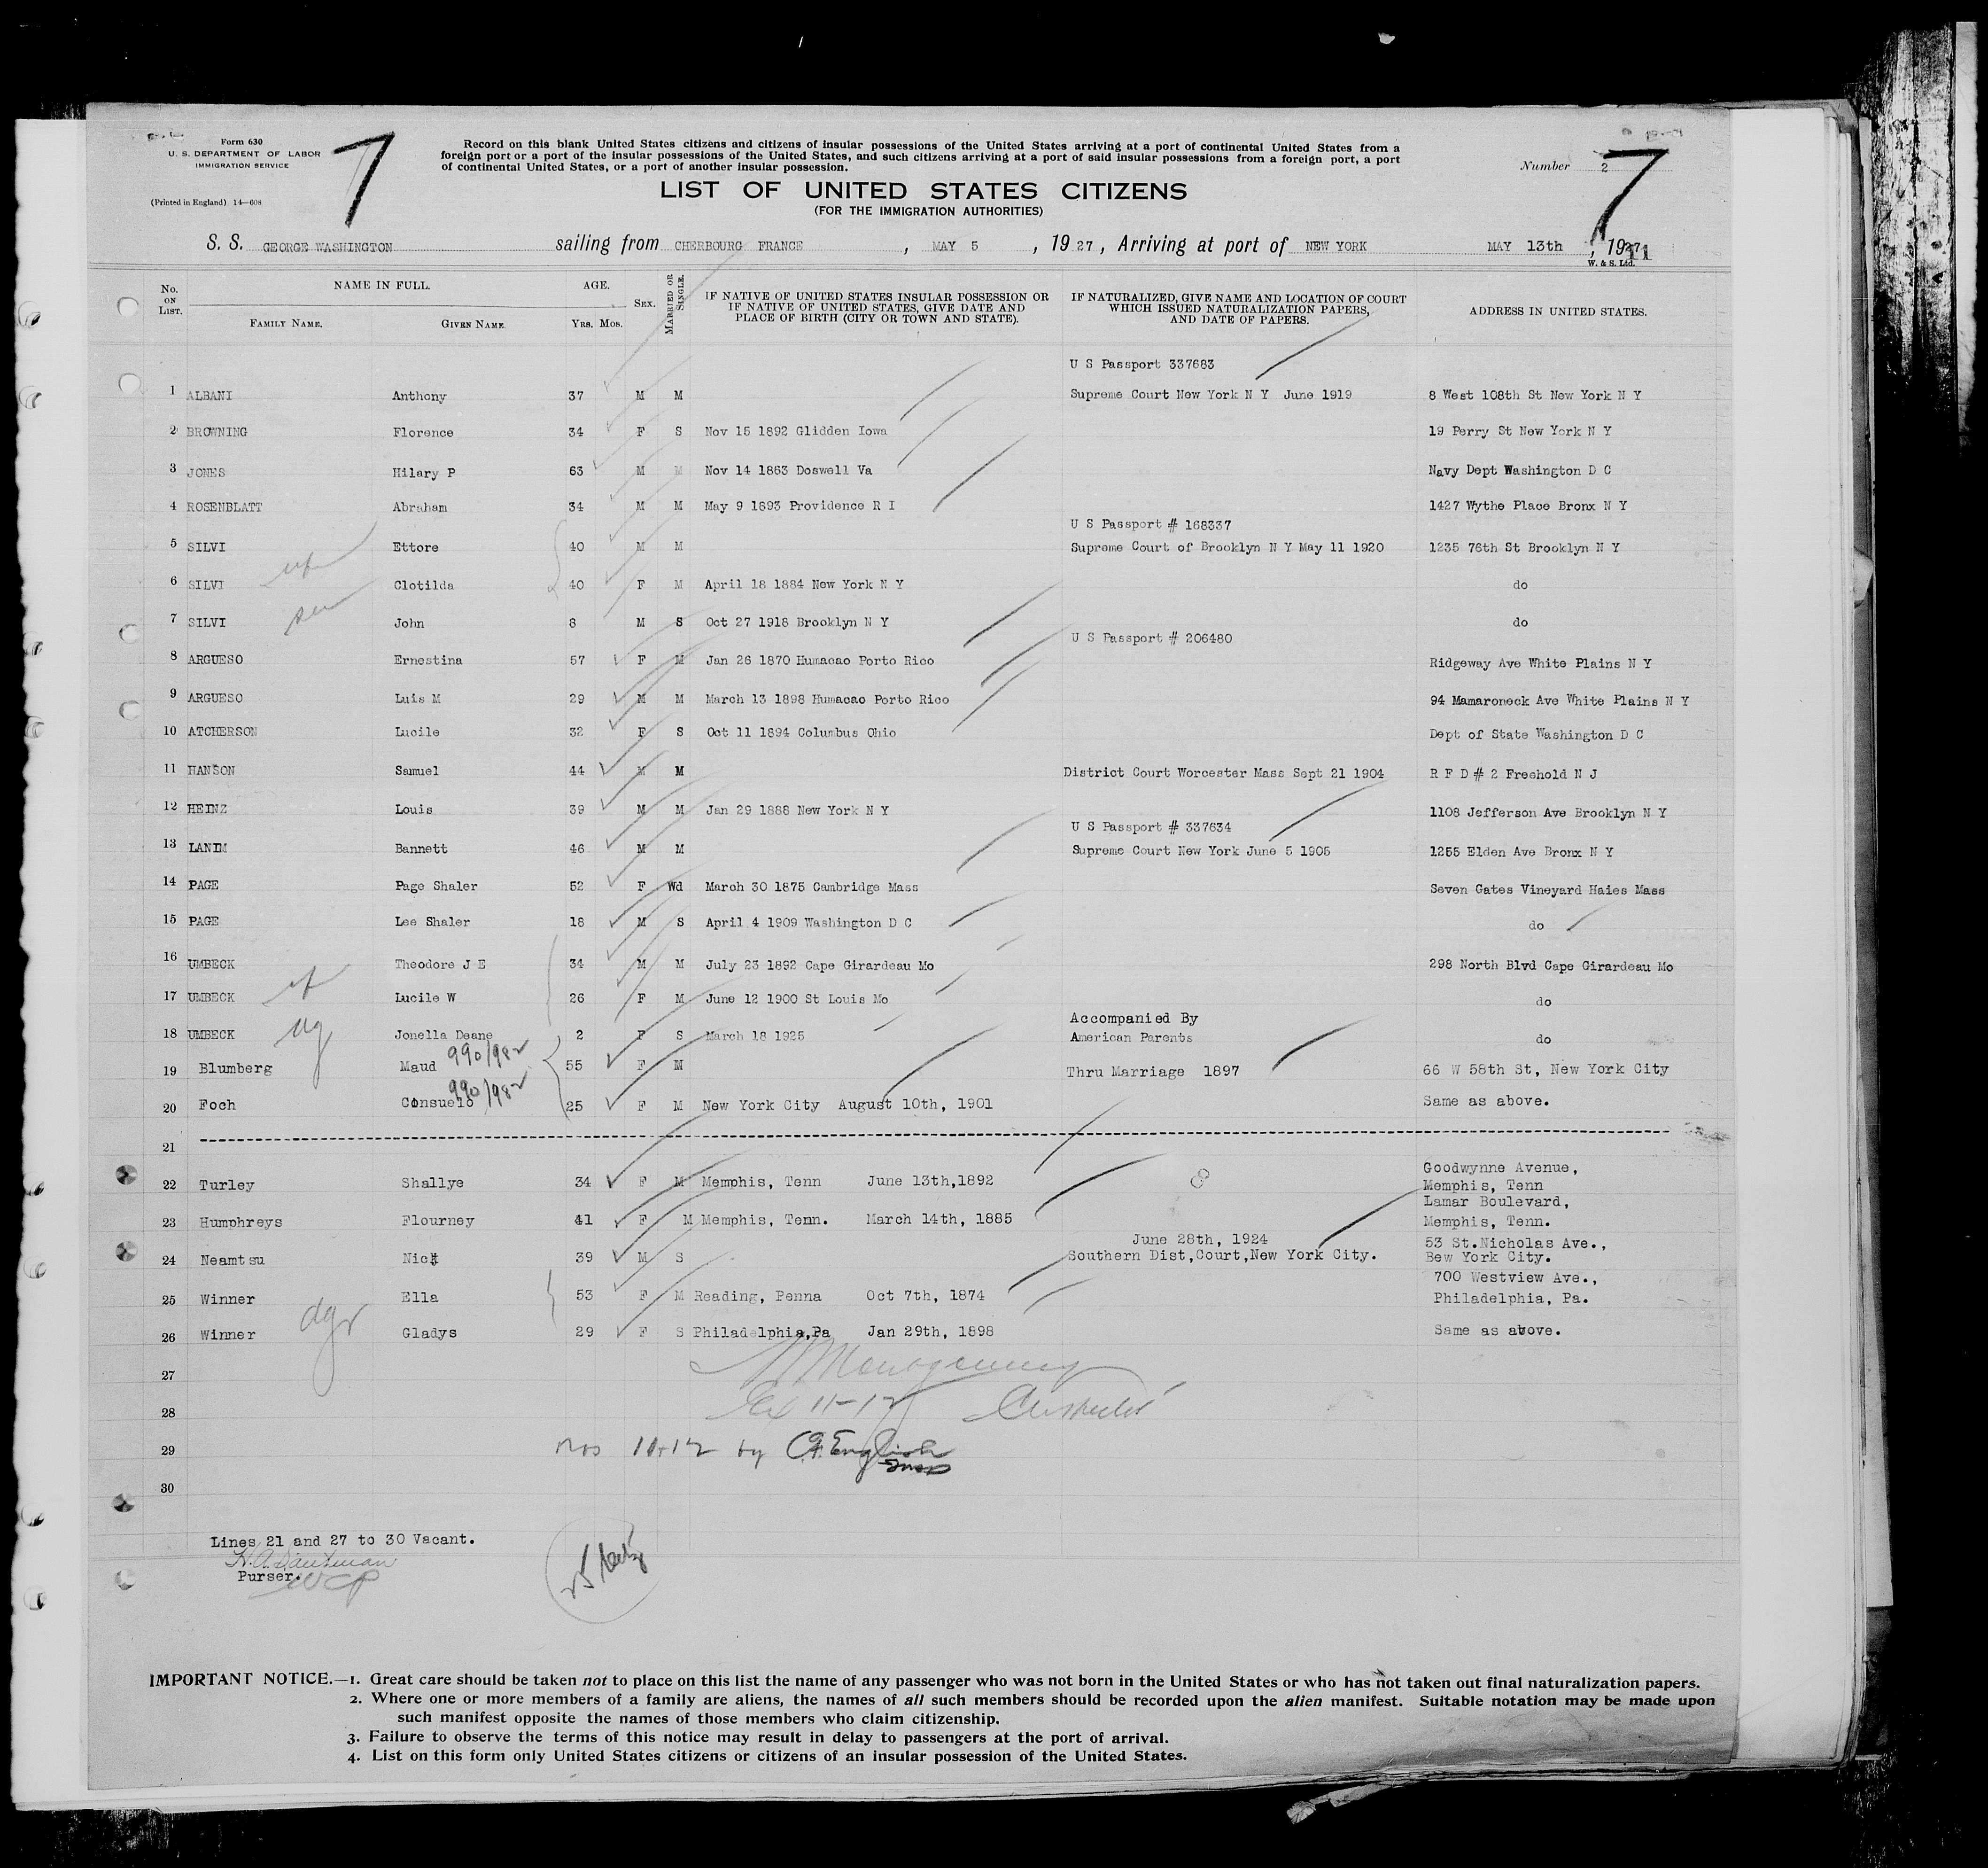 Form 630
U. S. DEPARTMENT OF LABOR
IMMIGRATION SERVICE
(Printed in England) 14—608
7
Record on this blank United States citizens and citizens of insular possessions of the United States arriving at a port of continental United States from a
foreign port or a port of the insular possessions of the United States, and such citizens arriving at a port of said insular possessions from a foreign port, a port
of continental United States, or a port of another insular possession.
Number 2
7
LIST OF UNITED STATES CITIZENS
(FOR THE IMMIGRATION AUTHORITIES)
S. S. GEORGE WASHINGTON sailing from CHERBOURG FRANCE, MAY 5, 1927, Arriving at port of NEW YORK MAY 13th, 1927
W. & S. Ltd. 11
No. ON LIST. NAME IN FULL. AGE. SEX. MARRIED OR SINGLE. IF NATIVE OF UNITED STATES INSULAR POSSESSION OR IF NATIVE OF UNITED STATES, GIVE DATE AND PLACE OF BIRTH (CITY OR TOWN AND STATE). IF NATURALIZED, GIVE NAME AND LOCATION OF COURT WHICH ISSUED NATURALIZATION PAPERS, AND DATE OF PAPERS. ADDRESS IN UNITED STATES.
FAMILY NAME. GIVEN NAME. YRS. MOS.
U S Passport 337683
1 ALBANI Anthony 37 M M Supreme Court New York N Y June 1919 8 West 108th St New York N Y
2 BROWNING Florence 34 F S Nov 15 1892 Glidden Iowa 19 Perry St New York N Y
3 JONES Hilary P 63 M M Nov 14 1863 Doswell Va Navy Dept Washington D C
4 ROSENBLATT Abraham 34 M M May 9 1893 Providence R I 1427 Wythe Place Bronx N Y
U S Passport # 168337
5 SILVI Ettore 40 M M Supreme Court of Brooklyn N Y May 11 1920 1235 76th St Brooklyn N Y
6 SILVI Clotilda 40 F M April 18 1884 New York N Y do
7 SILVI John 8 M S Oct 27 1918 Brooklyn N Y do
U S Passport # 206480
8 ARGUESO Ernestina 57 F M Jan 26 1870 Humacao Porto Rico Ridgeway Ave White Plains N Y
9 ARGUESO Luis M 29 M M March 13 1898 Humacao Porto Rico 94 Mamaroneck Ave White Plains N Y
10 ATCHERSON Lucile 32 F S Oct 11 1894 Columbus Ohio Dept of State Washington D C
11 HANSON Samuel 44 M M District Court Worcester Mass Sept 21 1904 R F D # 2 Freehold N J
12 HEINZ Louis 39 M M Jan 29 1888 New York N Y 1108 Jefferson Ave Brooklyn N Y
U S Passport # 337634
13 LANIM Bannett 46 M M Supreme Court New York June 5 1905 1255 Elden Ave Bronx N Y
14 PAGE Page Shaler 52 F Wd March 30 1875 Cambridge Mass Seven Gates Vineyard Haies Mass
15 PAGE Lee Shaler 18 M S April 4 1909 Washington D C do
16 UMBECK Theodore J E 34 M M July 23 1892 Cape Girardeau Mo 298 North Blvd Cape Girardeau Mo
17 UMBECK Lucile W 26 F M June 12 1900 St Louis Mo do
Accompanied By
18 UMBECK Jonella Deane 2 F S March 18 1925 American Parents do
990/982
19 Blumberg Maud 55 F M Thru Marriage 1897 66 W 58th St, New York City
990/982
20 Foch Consuelo 25 F M New York City August 10th, 1901 Same as above.
21
22 Turley Shallye 34 F M Memphis, Tenn June 13th,1892 Goodwynne Avenue, Memphis, Tenn
23 Humphreys Flourney 41 F M Memphis, Tenn. March 14th, 1885 Lamar Boulevard, Memphis, Tenn.
June 28th, 1924
24 Neamtsu Nick 39 M S Southern Dist,Court,New York City. 53 St.Nicholas Ave., Bew York City.
25 Winner Ella 53 F M Reading, Penna Oct 7th, 1874 700 Westview Ave., Philadelphia, Pa.
26 Winner Gladys 29 F S Philadelphia,Pa Jan 29th, 1898 Same as above.
27
28 Ex 11-12
29 nos 11+12 by English Insp
30
Lines 21 and 27 to 30 Vacant.
Purser.
IMPORTANT NOTICE.—1. Great care should be taken not to place on this list the name of any passenger who was not born in the United States or who has not taken out final naturalization papers.
2. Where one or more members of a family are aliens, the names of all such members should be recorded upon the alien manifest. Suitable notation may be made upon
such manifest opposite the names of those members who claim citizenship.
3. Failure to observe the terms of this notice may result in delay to passengers at the port of arrival.
4. List on this form only United States citizens or citizens of an insular possession of the United States.